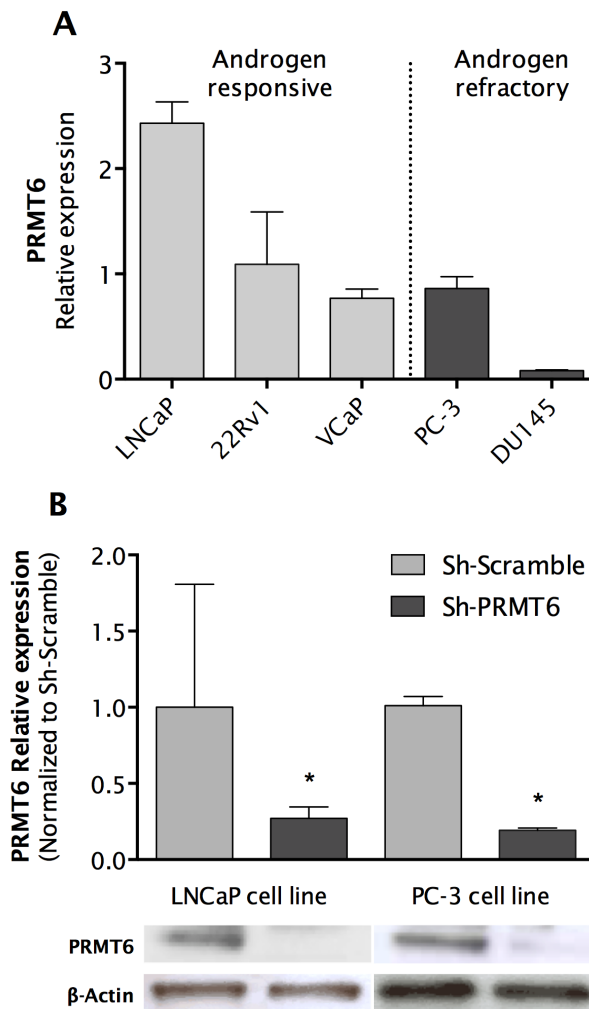 A
Androgen
responsive
Androgen
refractory
PRMT6
Relative expression
3
2
1
0
LNCaP
22Rv1
VCaP
PC-3
DU145
B
PRMT6 Relative expression
(Normalized to Sh-Scramble)
2.0
1.5
1.0
0.5
0.0
Sh-Scramble
Sh-PRMT6
*
*
LNCaP cell line
PC-3 cell line
PRMT6
β-Actin